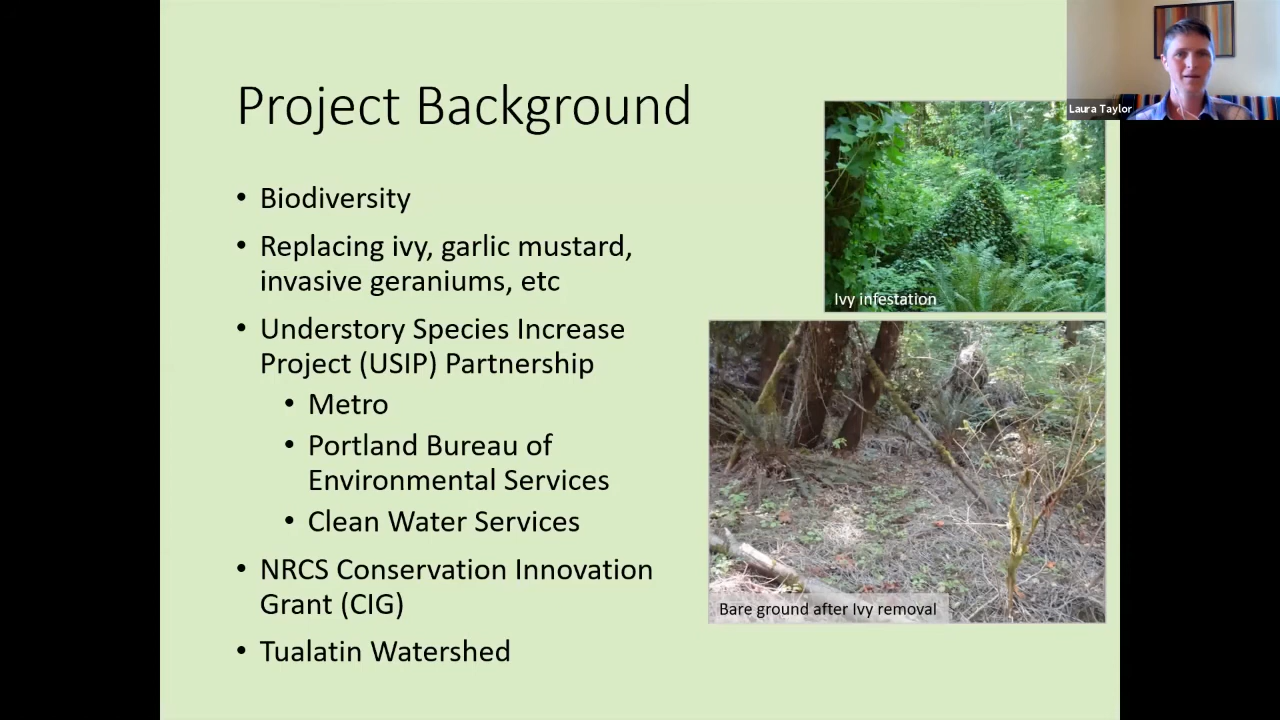 Project Background
• Biodiversity
• Replacing ivy, garlic mustard,
invasive geraniums, etc
• Understory Species Increase
Project (USIP) Partnership
• Metro
• Portland Bureau of
Environmental Services
• Clean Water Services
• NRCS Conservation Innovation
Grant (CIG)
• Tualatin Watershed
Laura Taylor
Ivy infestation
Bare ground after Ivy removal